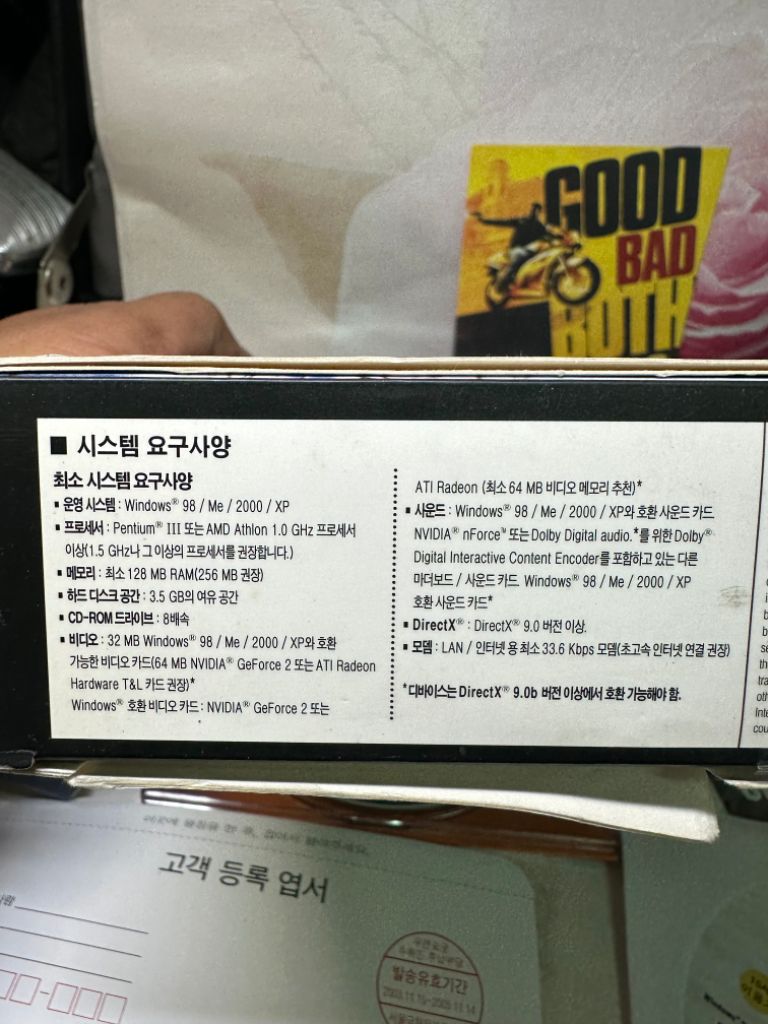 GOOD
BAD
BOTH
■ 시스템 요구사양
최소 시스템 요구사양
▪ 운영 시스템 : Windows® 98 / Me / 2000 / XP
▪ 프로세서 : Pentium® III 또는 AMD Athlon 1.0 GHz 프로세서
이상(1.5 GHz나 그 이상의 프로세서를 권장합니다.)
▪ 메모리 : 최소 128 MB RAM(256 MB 권장)
▪ 하드 디스크 공간 : 3.5 GB의 여유 공간
▪ CD-ROM 드라이브 : 8배속
▪ 비디오 : 32 MB Windows® 98 / Me / 2000 / XP와 호환
가능한 비디오 카드(64 MB NVIDIA® GeForce 2 또는 ATI Radeon
Hardware T&L 카드 권장)*
Windows® 호환 비디오 카드 : NVIDIA® GeForce 2 또는
ATI Radeon (최소 64 MB 비디오 메모리 추천)*
▪ 사운드 : Windows® 98 / Me / 2000 / XP와 호환 사운드 카드
NVIDIA® nForce™ 또는 Dolby Digital audio.*를 위한 Dolby®
Digital Interactive Content Encoder를 포함하고 있는 다른
마더보드 / 사운드 카드. Windows® 98 / Me / 2000 / XP
호환 사운드 카드*
▪ DirectX® : DirectX® 9.0 버전 이상.
▪ 모뎀 : LAN / 인터넷 용 최소 33.6 Kbps 모뎀(초고속 인터넷 연결 권장)
*디바이스는 DirectX® 9.0b 버전 이상에서 호환 가능해야 함.
고객 등록 엽서
발송유효기간
2003.11.15~2005.11.14